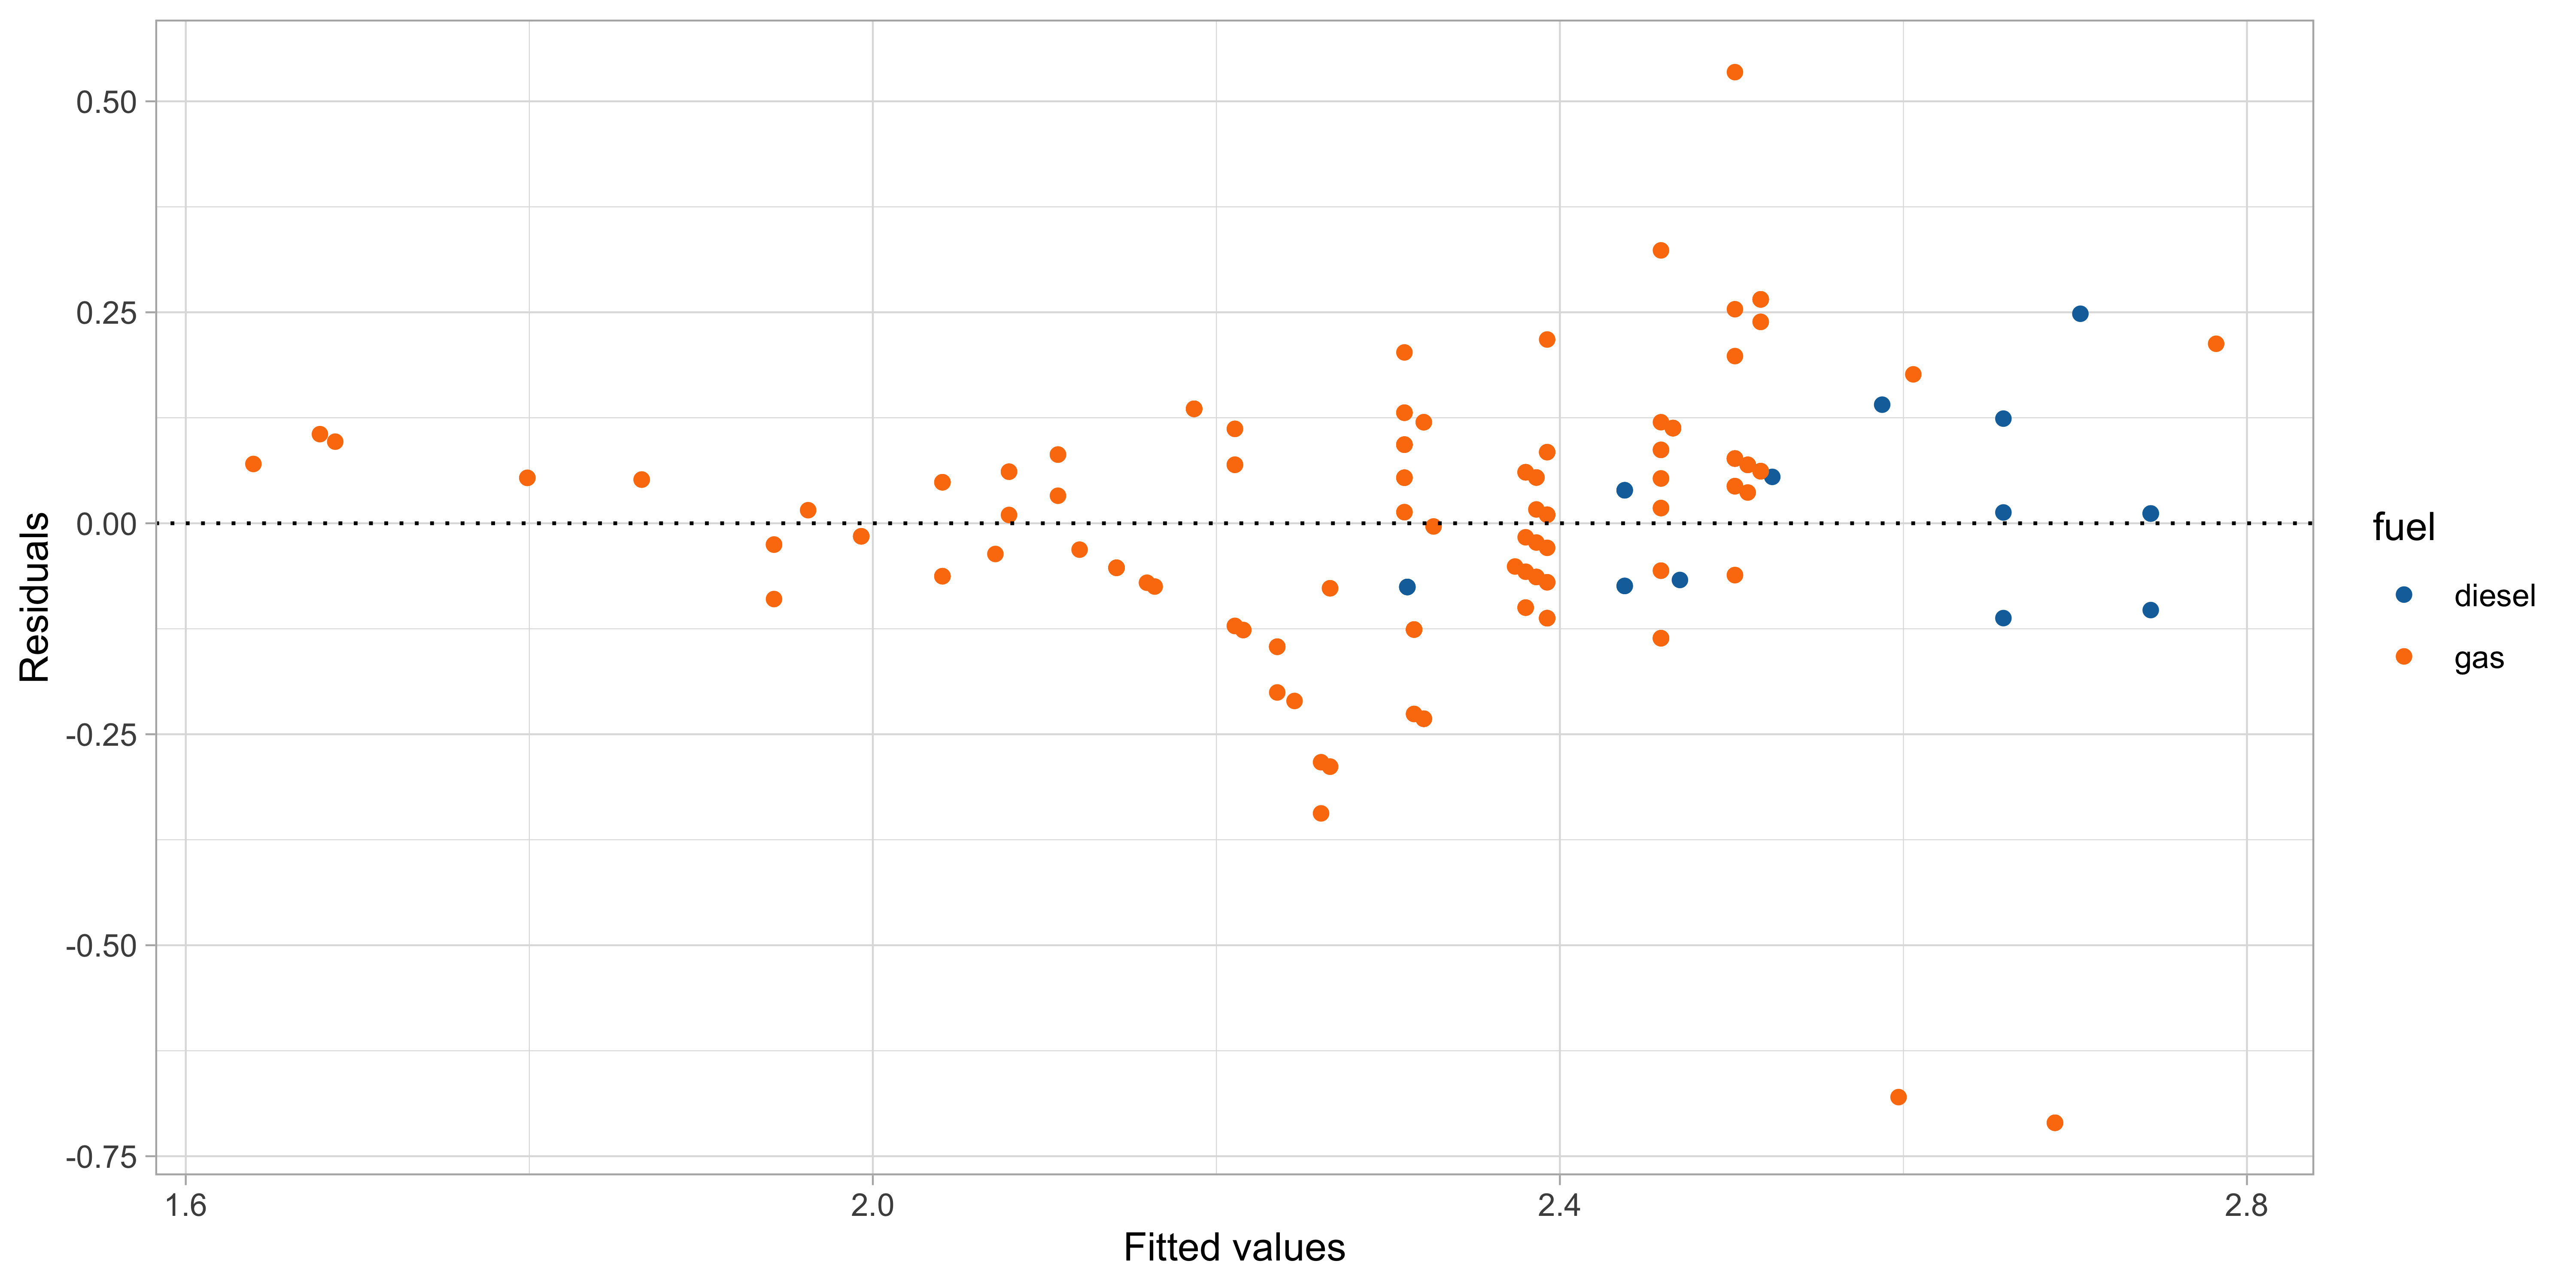 0.50
0.25
0.00
-0.25
-0.50
-0.75
1.6
2.0
2.4
2.8
Fitted values
Residuals
fuel
diesel
gas